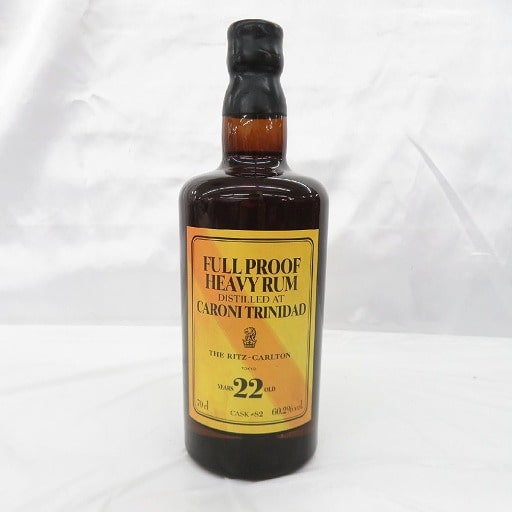 FULL PROOF
HEAVY RUM
DISTILLED AT
CARONI TRINIDAD
THE RITZ-CARLTON
TOKYO
YEARS 22 OLD
70cl CASK #82 60.2% vol